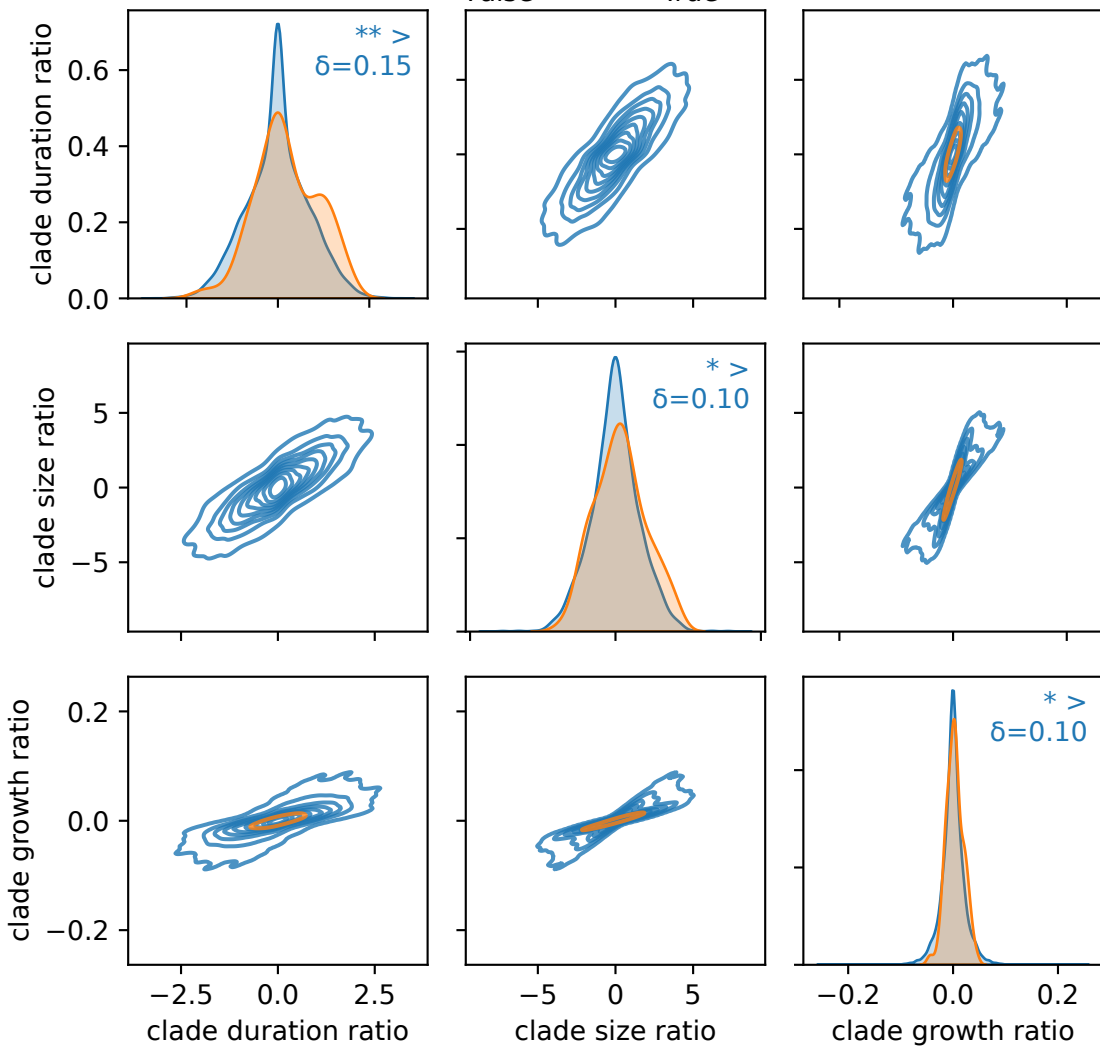 clade duration ratio
0.6
0.4
0.2
0.0
** >
δ=0.15
clade size ratio
5
0
−5
* >
δ=0.10
clade growth ratio
0.2
0.0
−0.2
* >
δ=0.10
−2.5 0.0 2.5
−5 0 5
−0.2 0.0 0.2
clade duration ratio
clade size ratio
clade growth ratio